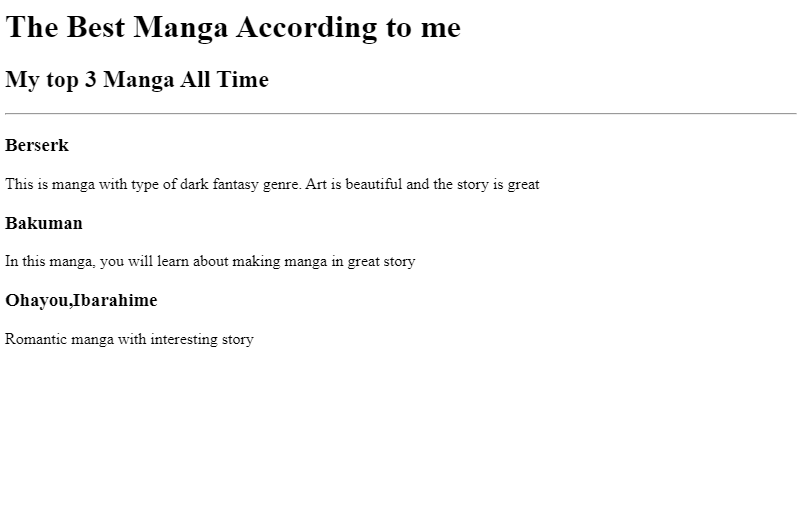 The Best Manga According to me
My top 3 Manga All Time
Berserk
This is manga with type of dark fantasy genre. Art is beautiful and the story is great
Bakuman
In this manga, you will learn about making manga in great story
Ohayou,Ibarahime
Romantic manga with interesting story